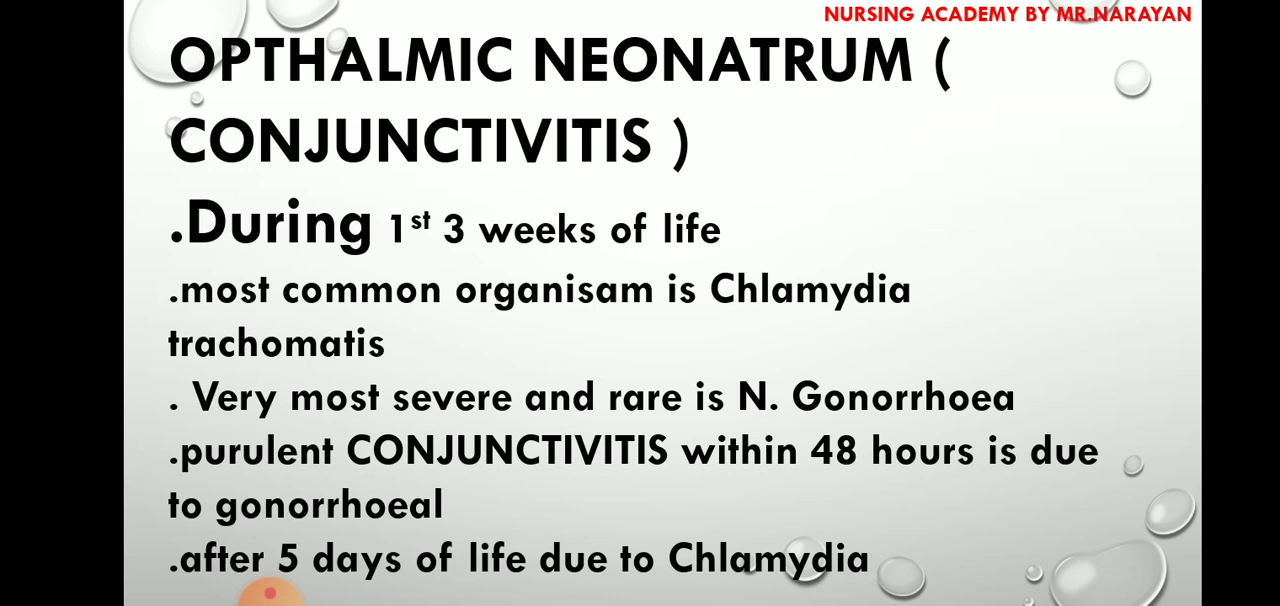 NURSING ACADEMY BY MR.NARAYAN
OPTHALMIC NEONATRUM (
CONJUNCTIVITIS )
.During 1st 3 weeks of life
.most common organisam is Chlamydia
trachomatis
. Very most severe and rare is N. Gonorrhoea
.purulent CONJUNCTIVITIS within 48 hours is due
to gonorrhoeal
.after 5 days of life due to Chlamydia